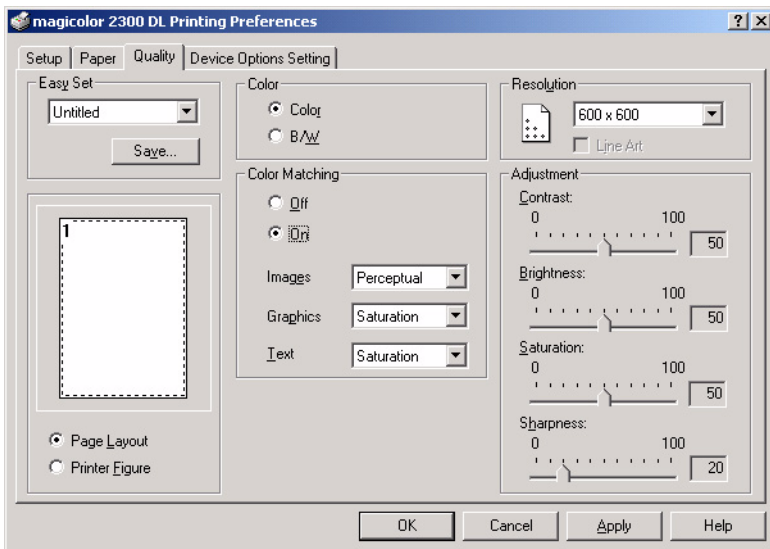 magicolor 2300 DL Printing Preferences
Setup Paper Quality Device Options Setting
Easy Set
Untitled
Save...
1
Page Layout
Printer Figure
Color
Color
B/W
Color Matching
Off
On
Images Perceptual
Graphics Saturation
Text Saturation
Resolution
600 x 600
Line Art
Adjustment
Contrast:
0 100
50
Brightness:
0 100
50
Saturation:
0 100
50
Sharpness:
0 100
20
OK Cancel Apply Help